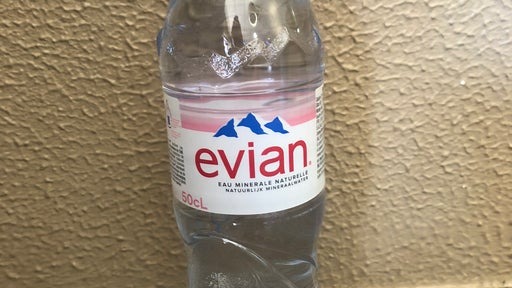 evian
EAU MINERALE NATURELLE
NATUURLIJK MINERAALWATER
50cL